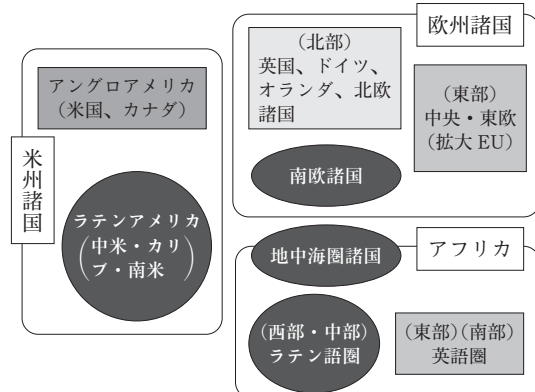 米州諸国
アングロアメリカ
（米国、カナダ）
ラテンアメリカ
（中米・カリ
ブ・南米）
欧州諸国
（北部）
英国、ドイツ、
オランダ、北欧
諸国
（東部）
中央・東欧
（拡大 EU）
南欧諸国
アフリカ
地中海圏諸国
（西部・中部）
ラテン語圏
（東部）（南部）
英語圏